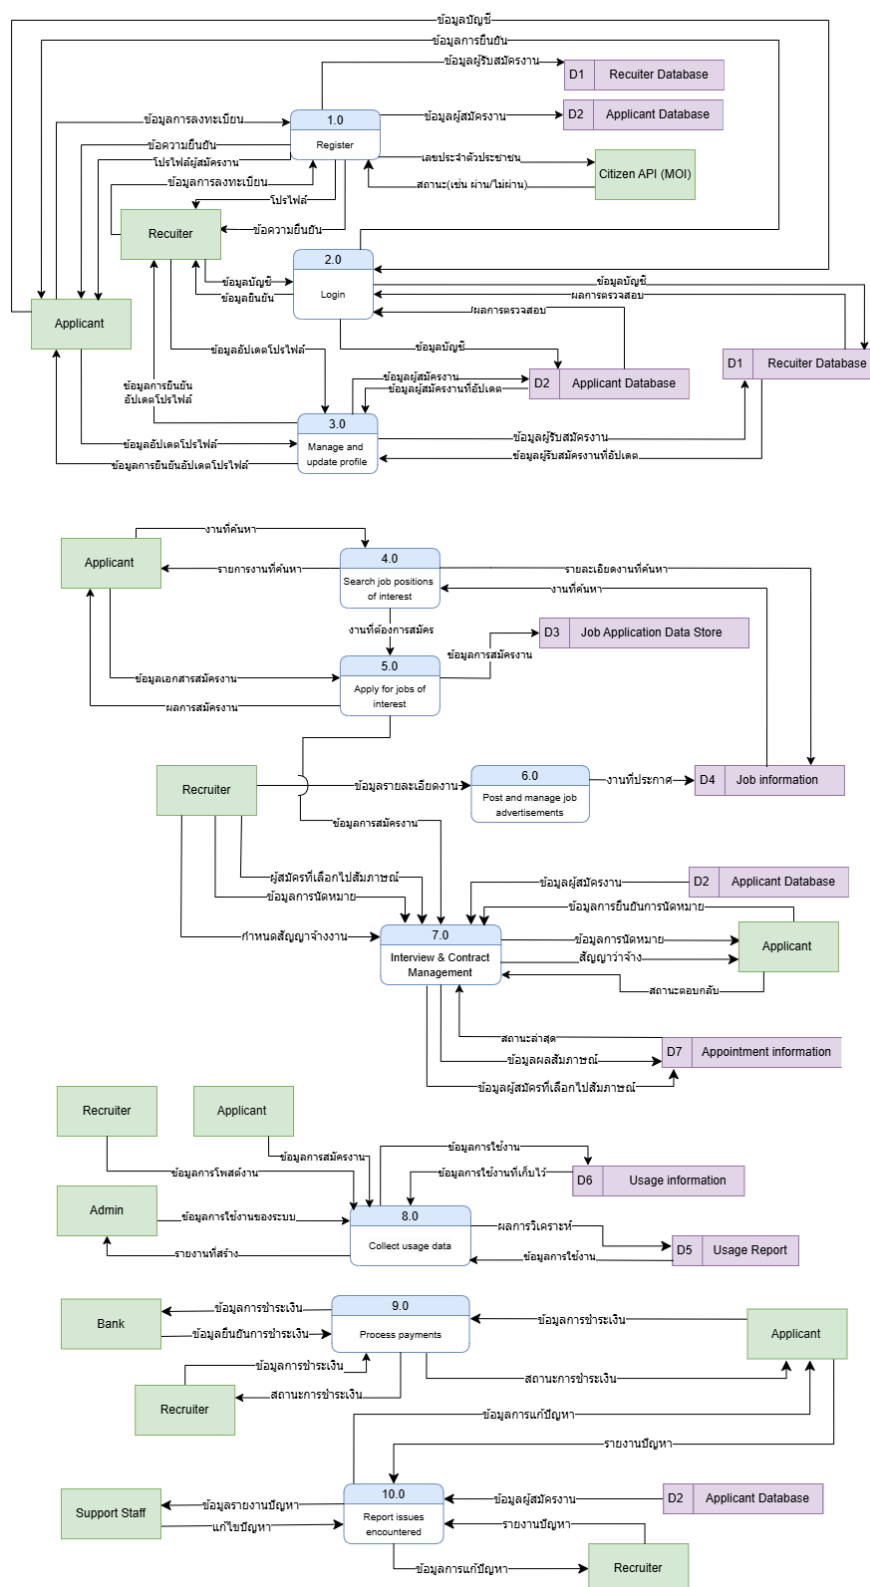 ข้อมูลบัญชี
ข้อมูลการยืนยัน
ข้อมูลผู้รับสมัครงาน
D1 Recuiter Database
ข้อมูลการลงทะเบียน
1.0
Register
ข้อมูลผู้สมัครงาน
D2 Applicant Database
ข้อความยืนยัน
โปรไฟล์ผู้สมัครงาน
เลขประจำตัวประชาชน
Citizen API (MOI)
ข้อมูลการลงทะเบียน
สถานะ(เช่น ผ่าน/ไม่ผ่าน)
โปรไฟล์
Recuiter
ข้อความยืนยัน
2.0
Login
ข้อมูลบัญชี
ข้อมูลยืนยัน
ข้อมูลบัญชี
ผลการตรวจสอบ
/ผลการตรวจสอบ
Applicant
ข้อมูลอัปเดตโปรไฟล์
ข้อมูลบัญชี
D1 Recuiter Database
ข้อมูลผู้สมัครงาน
ข้อมูลผู้สมัครงานที่อัปเดต
D2 Applicant Database
ข้อมูลการยืนยัน
อัปเดตโปรไฟล์
3.0
Manage and
update profile
ข้อมูลอัปเดตโปรไฟล์
ข้อมูลผู้รับสมัครงาน
ข้อมูลการยืนยันอัปเดตโปรไฟล์
ข้อมูลผู้รับสมัครงานที่อัปเดต
งานที่ค้นหา
Applicant
รายการงานที่ค้นหา
4.0
Search job positions
of interest
รายละเอียดงานที่ค้นหา
งานที่ค้นหา
งานที่ต้องการสมัคร
D3 Job Application Data Store
ข้อมูลการสมัครงาน
5.0
Apply for jobs of
interest
ข้อมูลเอกสารสมัครงาน
ผลการสมัครงาน
Recruiter
ข้อมูลรายละเอียดงาน
6.0
Post and manage job
advertisements
งานที่ประกาศ
D4 Job information
ข้อมูลการสมัครงาน
ผู้สมัครที่เลือกไปสัมภาษณ์
ข้อมูลการนัดหมาย
ข้อมูลผู้สมัครงาน
D2 Applicant Database
ข้อมูลการยืนยันการนัดหมาย
กำหนดสัญญาจ้างงาน
7.0
Interview & Contract
Management
ข้อมูลการนัดหมาย
สัญญาว่าจ้าง
Applicant
สถานะตอบกลับ
สถานะล่าสุด
ข้อมูลผลสัมภาษณ์
D7 Appointment information
ข้อมูลผู้สมัครที่เลือกไปสัมภาษณ์
Recruiter
Applicant
ข้อมูลการสมัครงาน
ข้อมูลการโพสต์งาน
ข้อมูลการใช้งาน
ข้อมูลการใช้งานที่เก็บไว้
D6 Usage information
Admin
ข้อมูลการใช้งานของระบบ
8.0
Collect usage data
ผลการวิเคราะห์
รายงานที่สร้าง
ข้อมูลการใช้งาน
D5 Usage Report
Bank
ข้อมูลการชำระเงิน
ข้อมูลยืนยันการชำระเงิน
9.0
Process payments
ข้อมูลการชำระเงิน
Applicant
ข้อมูลการชำระเงิน
สถานะการชำระเงิน
สถานะการชำระเงิน
Recruiter
ข้อมูลการแก้ปัญหา
รายงานปัญหา
Support Staff
ข้อมูลรายงานปัญหา
แก้ไขปัญหา
10.0
Report issues
encountered
ข้อมูลผู้สมัครงาน
D2 Applicant Database
รายงานปัญหา
ข้อมูลการแก้ปัญหา
Recruiter